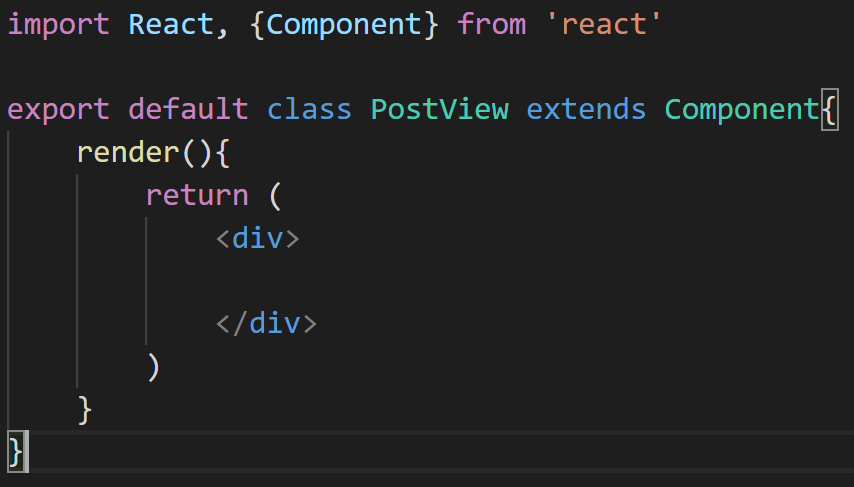 import React, {Component} from 'react'
export default class PostView extends Component{
render(){
return (
<div>
</div>
)
}
}